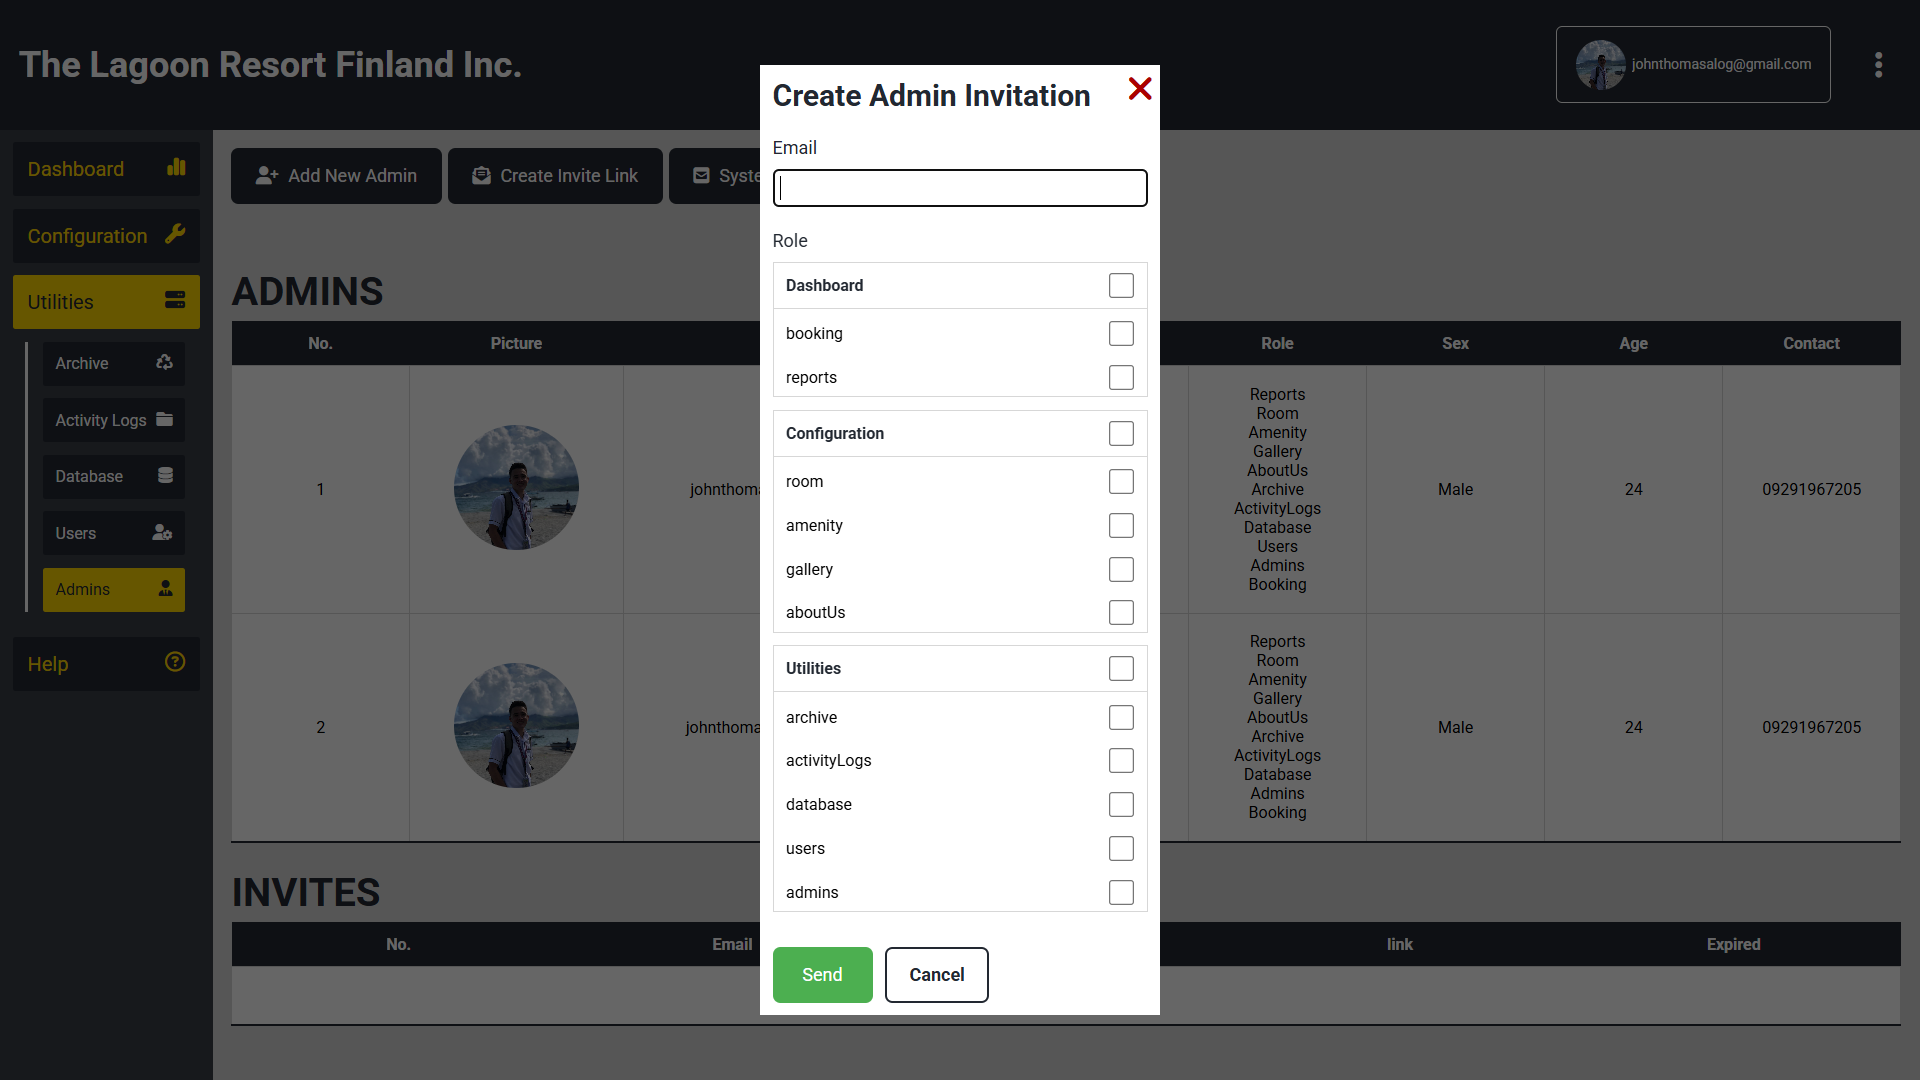 The Lagoon Resort Finland Inc.
johnthomasalog@gmail.com
Dashboard
Configuration
Utilities
Archive
Activity Logs
Database
Users
Admins
Help
Add New Admin
Create Invite Link
Syste
ADMINS
No. Picture Role Sex Age Contact
1 johnthoma Male 24 09291967205
Reports
Room
Amenity
Gallery
AboutUs
Archive
ActivityLogs
Database
Users
Admins
Booking
2 johnthoma Male 24 09291967205
Reports
Room
Amenity
Gallery
AboutUs
Archive
ActivityLogs
Database
Admins
Booking
INVITES
No. Email link Expired
Create Admin Invitation
Email
Role
Dashboard
booking
reports
Configuration
room
amenity
gallery
aboutUs
Utilities
archive
activityLogs
database
users
admins
Send
Cancel